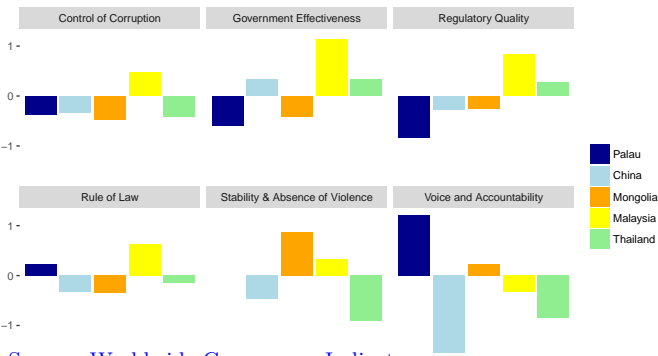 Control of Corruption
Government Effectiveness
Regulatory Quality
1
0
−1
Rule of Law
Stability & Absence of Violence
Voice and Accountability
1
0
−1
Palau
China
Mongolia
Malaysia
Thailand